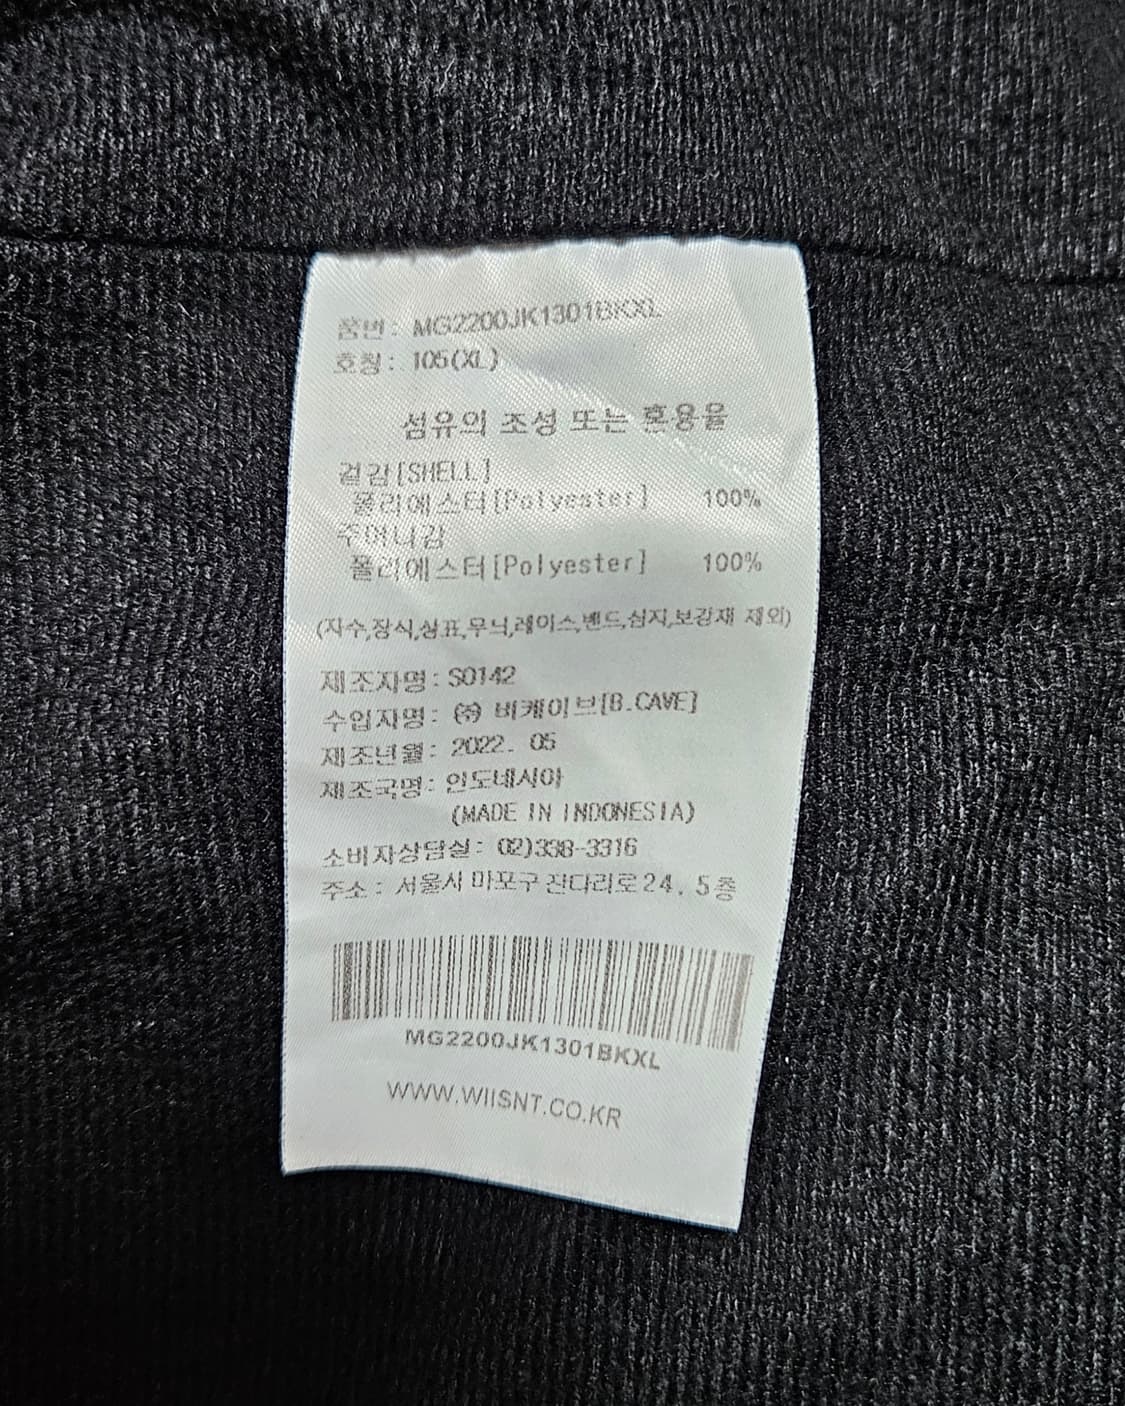 품번: MG2200JK1301BKXL
호칭: 105(XL)
섬유의 조성 또는 혼용율
겉감[SHELL]
폴리에스터[Polyester] 100%
주머니감
폴리에스터[Polyester] 100%
(자수,장식,상표,무늬,레이스,밴드,심지,보강재 제외)
제조자명: S0142
수입자명: ㈜ 비케이브[B.CAVE]
제조년월: 2022. 05
제조국명: 인도네시아
(MADE IN INDONESIA)
소비자상담실: 02)338-3316
주소: 서울시 마포구 잔다리로24, 5층
MG2200JK1301BKXL
WWW.WIISNT.CO.KR